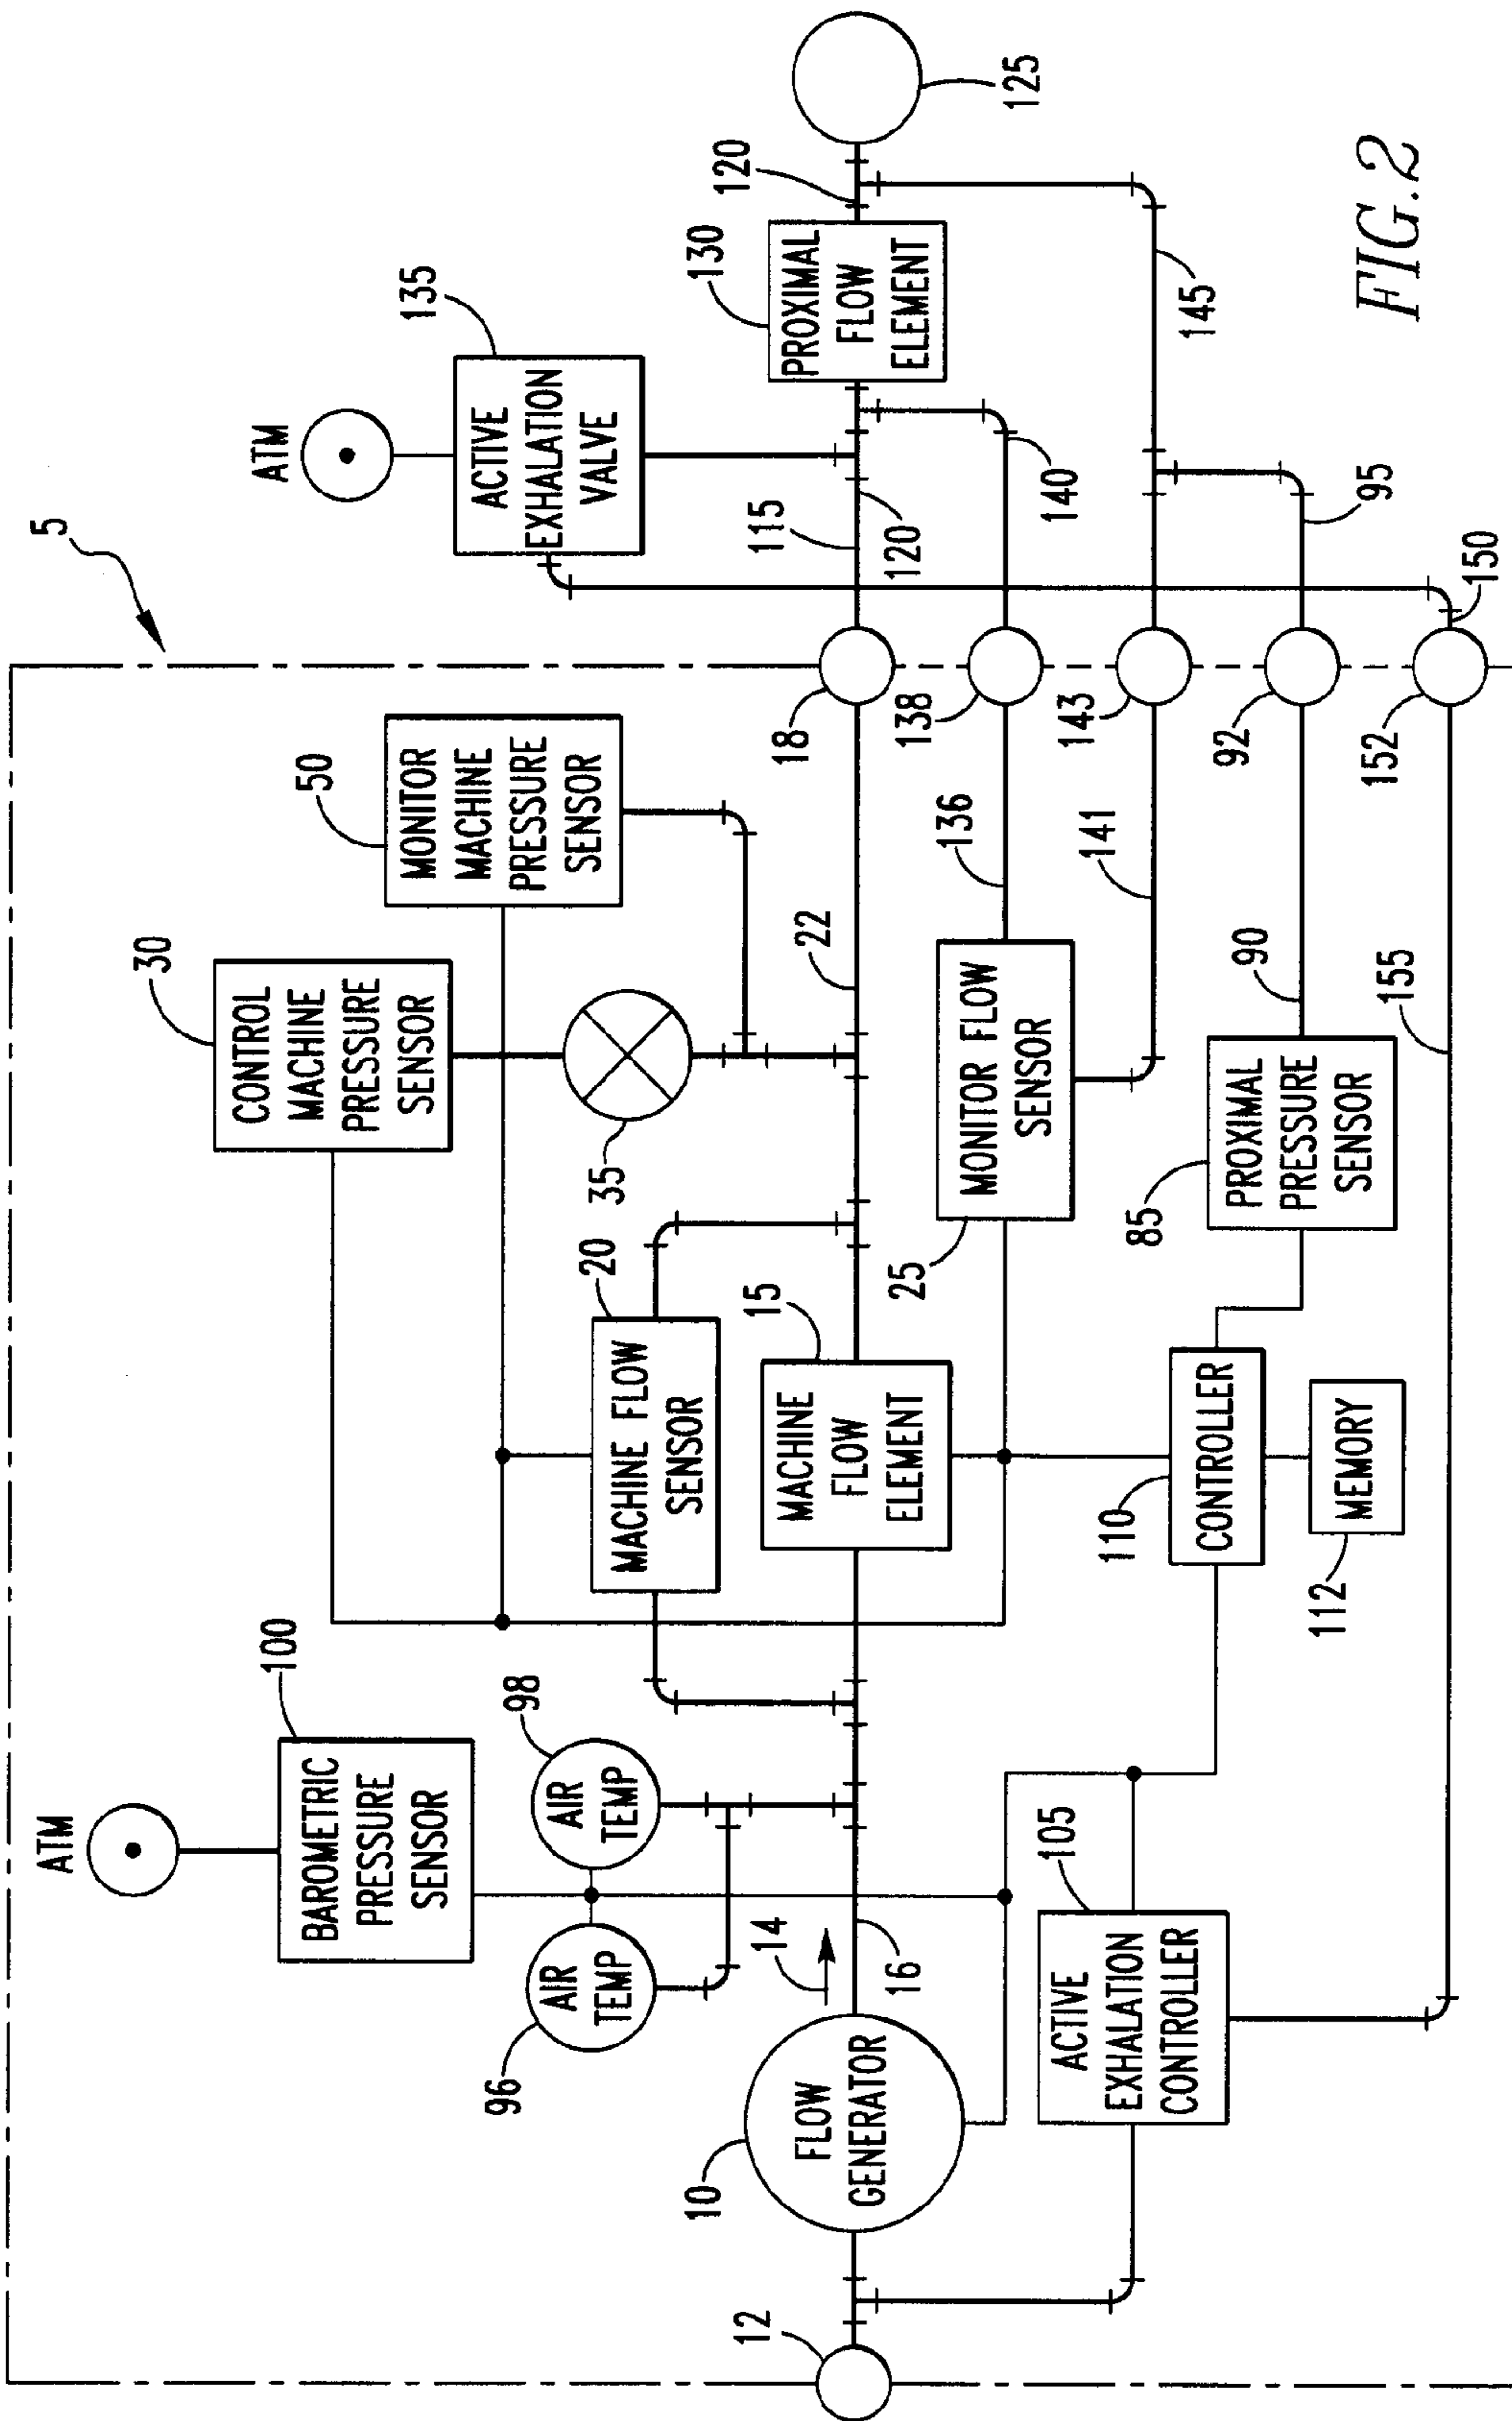 5
ATM
ATM
100
BAROMETRIC
PRESSURE
SENSOR
30
CONTROL
MACHINE
PRESSURE
SENSOR
50
MONITOR
MACHINE
PRESSURE
SENSOR
135
ACTIVE
EXHALATION
VALVE
98
AIR
TEMP
96
AIR
TEMP
20
MACHINE FLOW
SENSOR
35
14
16
10
FLOW
GENERATOR
12
15
MACHINE
FLOW
ELEMENT
22
18
115
120
130
PROXIMAL
FLOW
ELEMENT
120
125
25
MONITOR FLOW
SENSOR
136
138
140
141
143
145
105
ACTIVE
EXHALATION
CONTROLLER
110
CONTROLLER
112
MEMORY
85
PROXIMAL
PRESSURE
SENSOR
90
92
95
155
152
150
FIG.2